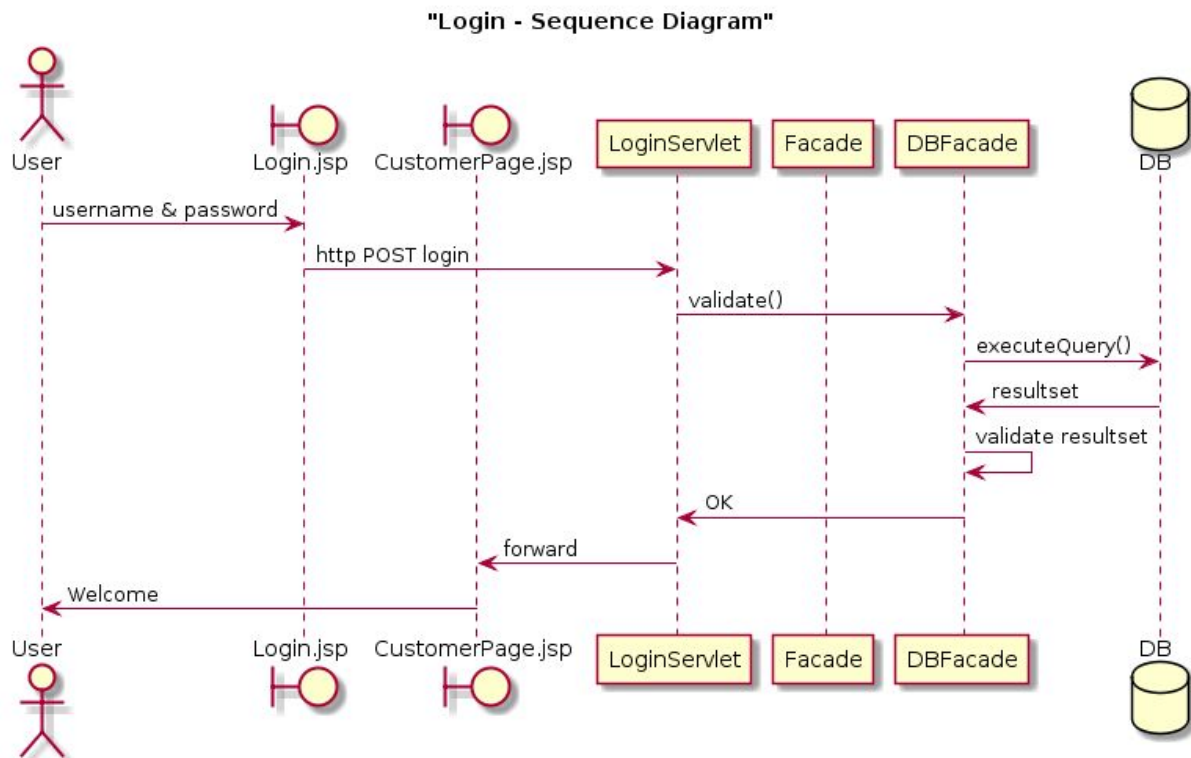 "Login - Sequence Diagram"
User
Login.jsp
CustomerPage.jsp
LoginServlet
Facade
DBFacade
DB
username & password
http POST login
validate()
executeQuery()
resultset
validate resultset
OK
forward
Welcome
User
Login.jsp
CustomerPage.jsp
LoginServlet
Facade
DBFacade
DB